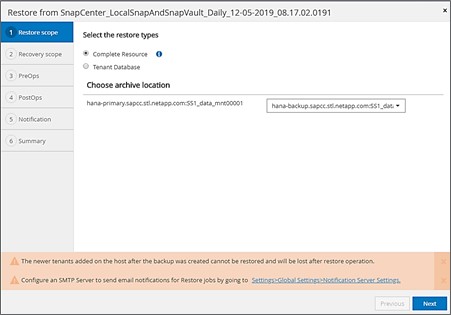 Restore from SnapCenter_LocalSnapAndSnapVault_Daily_12-05-2019_08.17.02.0191
×
1 Restore scope
2 Recovery scope
3 PreOps
4 PostOps
5 Notification
6 Summary
Select the restore types
Complete Resource
Tenant Database
Choose archive location
hana-primary.sapcc.stl.netapp.com:SS1_data_mnt00001
hana-backup.sapcc.stl.netapp.com:SS1_dat
The newer tenants added on the host after the backup was created cannot be restored and will be lost after restore operation.
Configure an SMTP Server to send email notifications for Restore jobs by going to Settings>Global Settings>Notification Server Settings.
Previous
Next